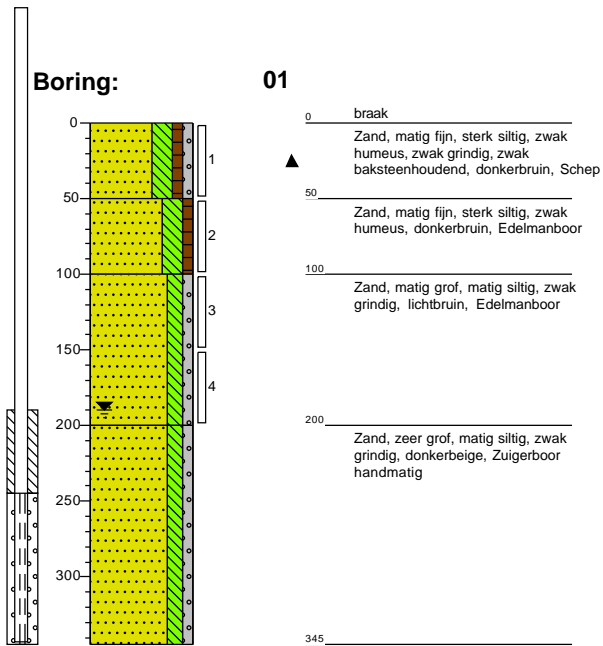 Boring: 01
0
50
100
150
200
250
300
1
2
3
4
0 braak
Zand, matig fijn, sterk siltig, zwak
humeus, zwak grindig, zwak
baksteenhoudend, donkerbruin, Schep
50
Zand, matig fijn, sterk siltig, zwak
humeus, donkerbruin, Edelmanboor
100
Zand, matig grof, matig siltig, zwak
grindig, lichtbruin, Edelmanboor
200
Zand, zeer grof, matig siltig, zwak
grindig, donkerbeige, Zuigerboor
handmatig
345